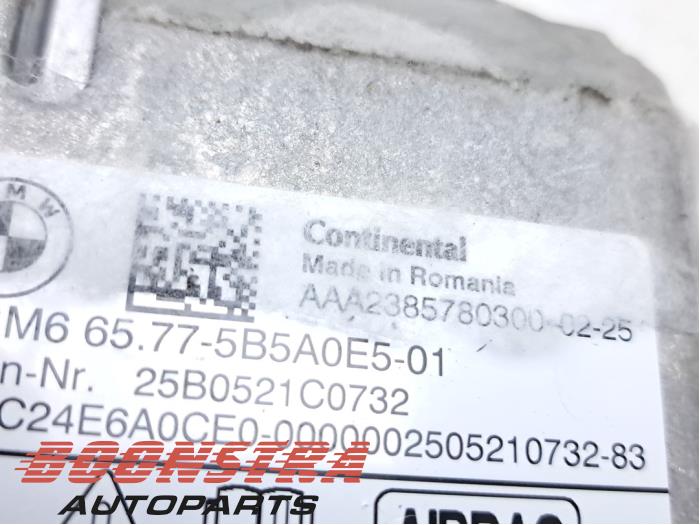 BMW
Continental
Made in Romania
AAA2385780300-02-25
M6 65.77-5B5A0E5-01
n-Nr. 25B0521C0732
C24E6A0CE0-0000002505210732-83
BOONSTRA
AUTOPARTS
AIRBAG